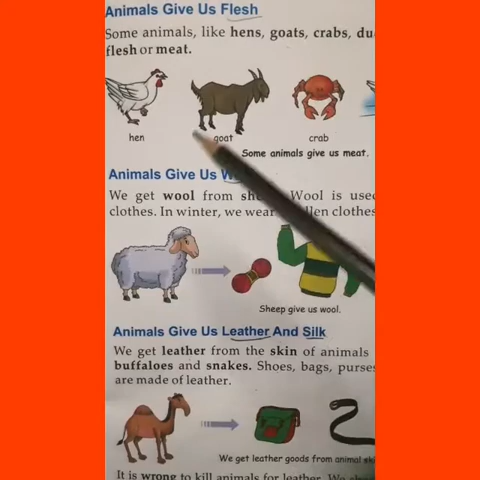 Animals Give Us Flesh
Some animals, like hens, goats, crabs, du
flesh or meat.
hen
goat
crab
Some animals give us meat.
Animals Give Us
We get wool from Wool is used
clothes. In winter, we wear clothes
Sheep give us wool.
Animals Give Us Leather And Silk
We get leather from the skin of animals
buffaloes and snakes. Shoes, bags, purses
are made of leather.
We get leather goods from animal ski
It is wrong to kill animals for leather. We